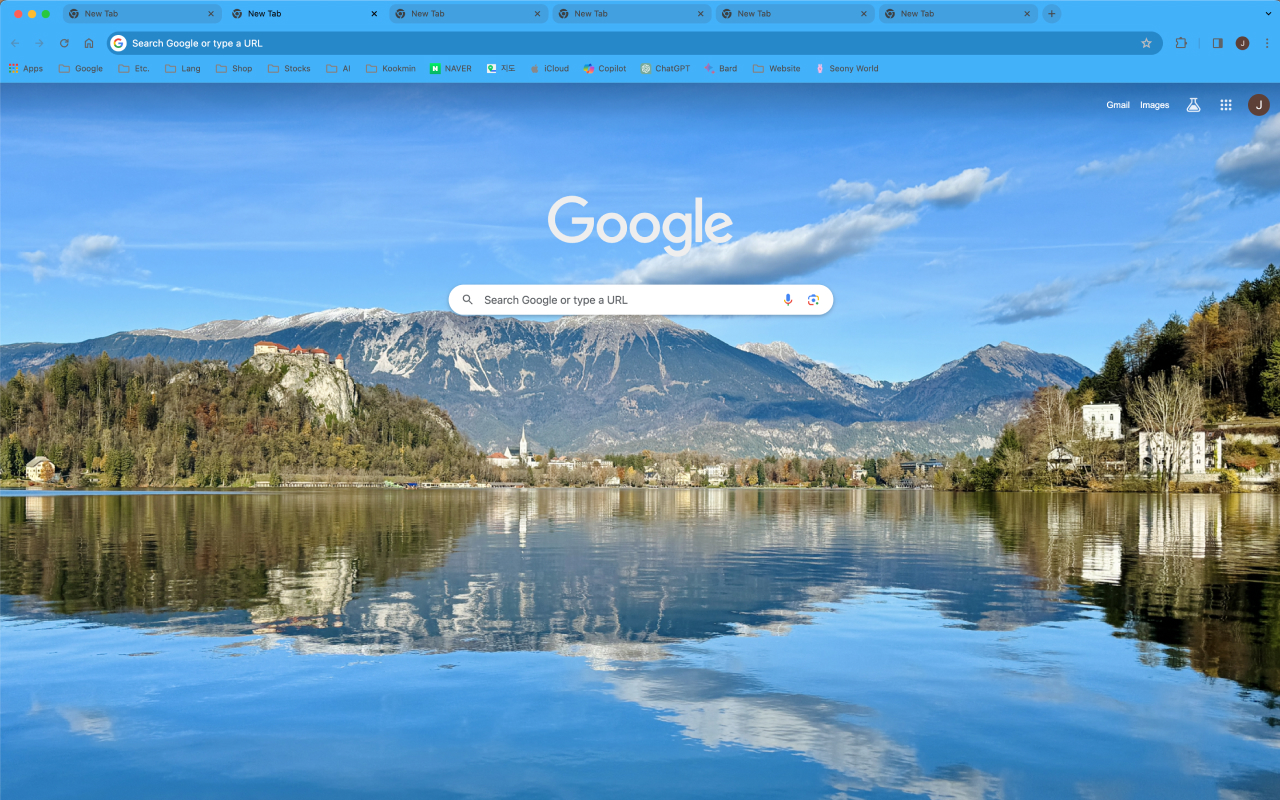 New Tab New Tab New Tab New Tab New Tab New Tab
Search Google or type a URL J
Apps Google Etc. Lang Shop Stocks AI Kookmin NAVER 지도 iCloud Copilot ChatGPT Bard Website Seony World
Gmail Images J
Google
Search Google or type a URL